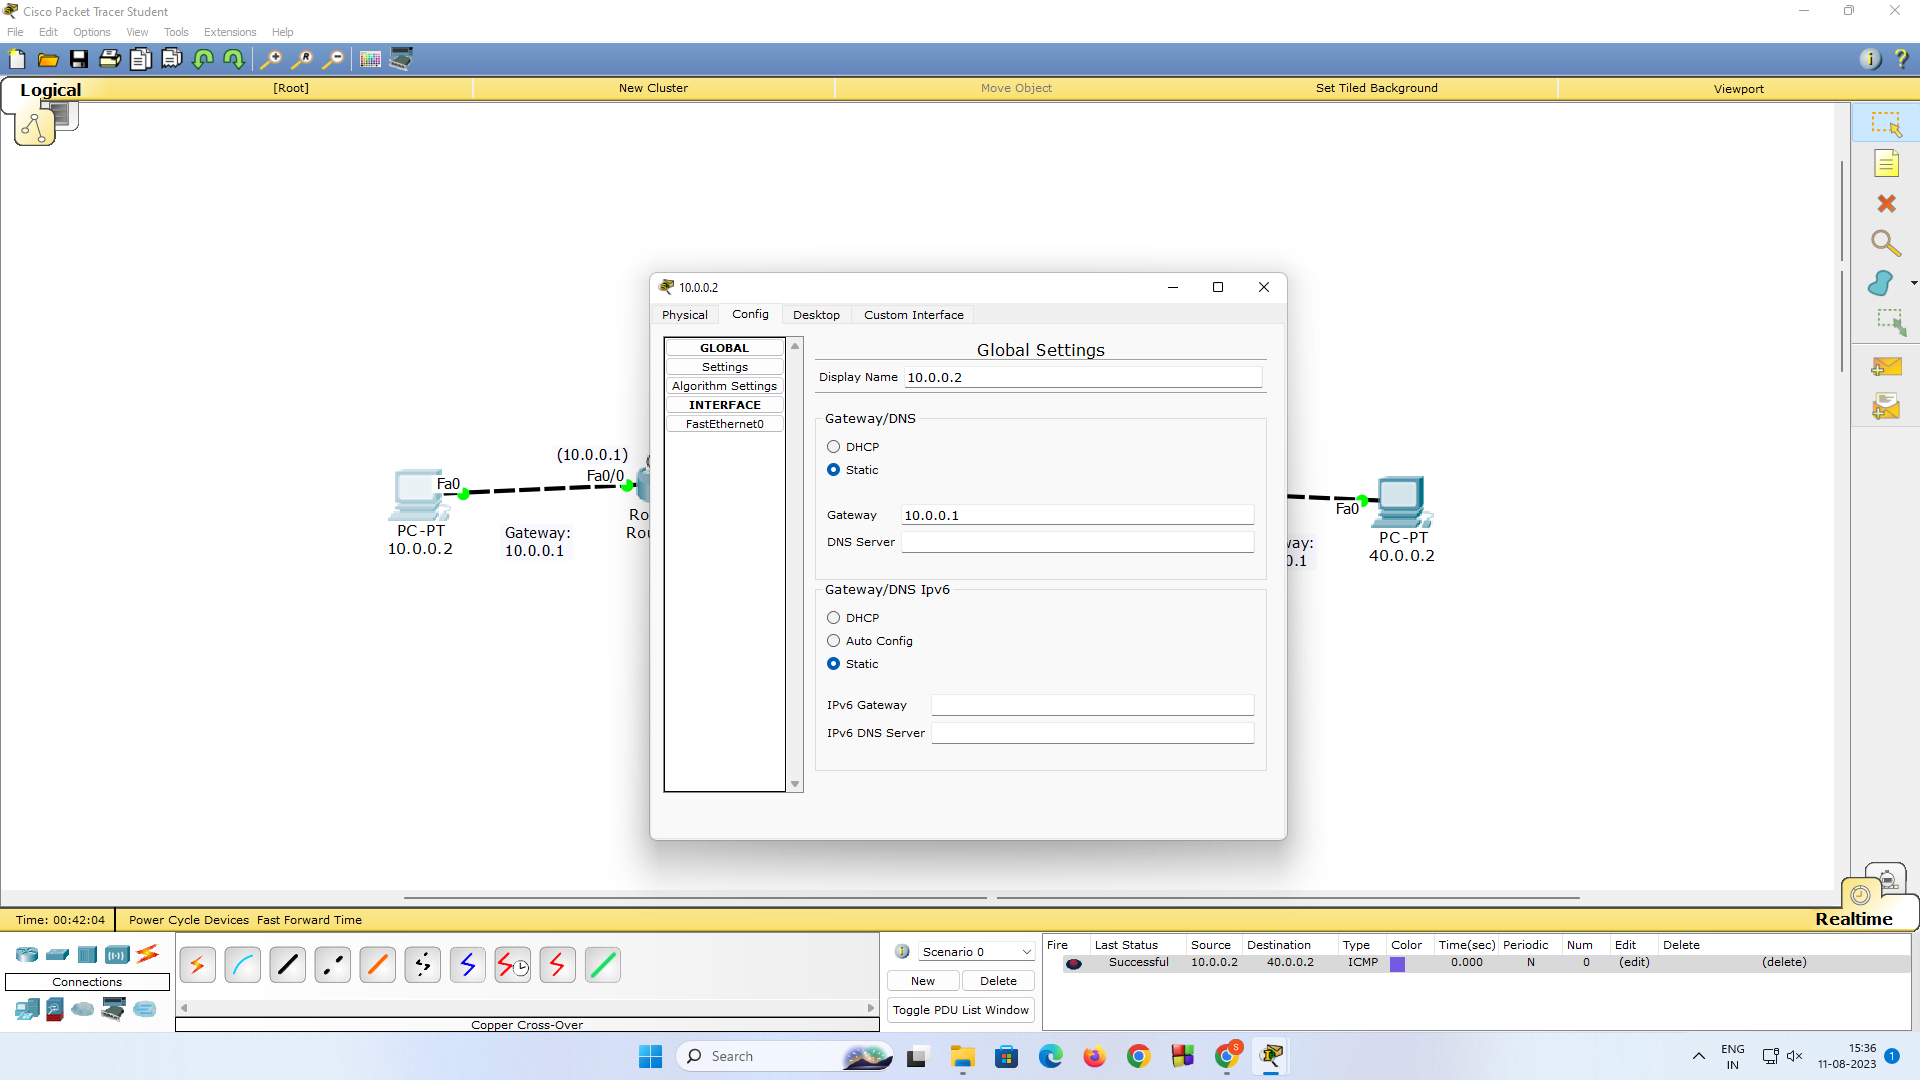 Cisco Packet Tracer Student
File Edit Options View Tools Extensions Help
Logical [Root] New Cluster Move Object Set Tiled Background Viewport
10.0.0.2
Physical Config Desktop Custom Interface
GLOBAL
Settings
Algorithm Settings
INTERFACE
FastEthernet0
Global Settings
Display Name 10.0.0.2
Gateway/DNS
DHCP
Static
Gateway 10.0.0.1
DNS Server
Gateway/DNS Ipv6
DHCP
Auto Config
Static
IPv6 Gateway
IPv6 DNS Server
(10.0.0.1)
Fa0 Fa0/0
PC-PT
10.0.0.2
Gateway:
10.0.0.1
Ro
Rou
way:
0.1
Fa0
PC-PT
40.0.0.2
Time: 00:42:04 Power Cycle Devices Fast Forward Time Realtime
Connections
Copper Cross-Over
Scenario 0
New Delete
Toggle PDU List Window
Fire Last Status Source Destination Type Color Time(sec) Periodic Num Edit Delete
Successful 10.0.0.2 40.0.0.2 ICMP 0.000 N 0 (edit) (delete)
Search
S
ENG
IN
15:36
11-08-2023
1